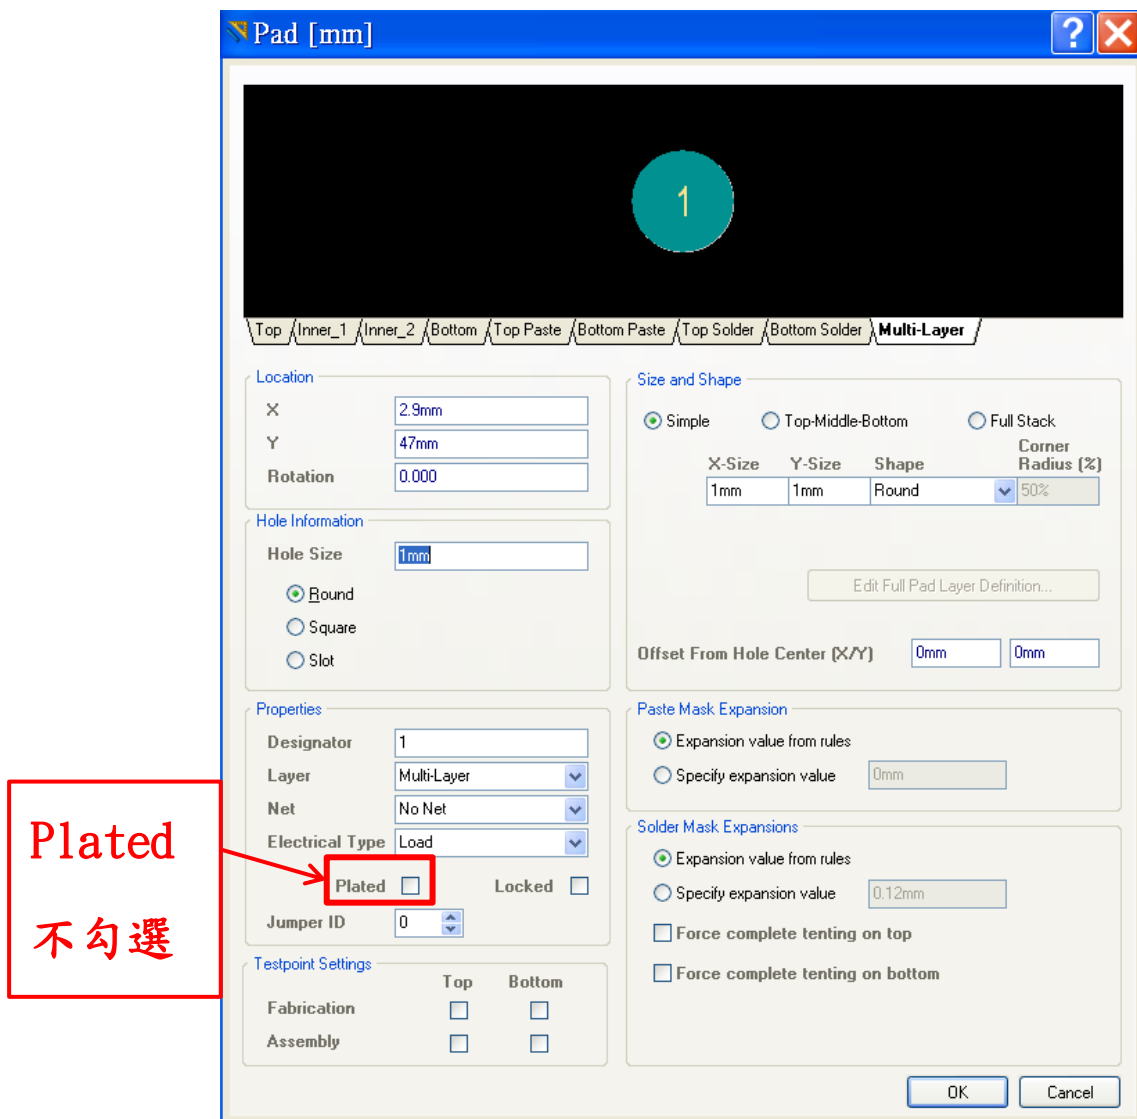 Pad [mm]
?
1
Top Inner_1 Inner_2 Bottom Top Paste Bottom Paste Top Solder Bottom Solder Multi-Layer
Location
X 2.9mm
Y 47mm
Rotation 0.000
Hole Information
Hole Size 1mm
Round
Square
Slot
Size and Shape
Simple Top-Middle-Bottom Full Stack
X-Size Y-Size Shape Corner Radius (%)
1mm 1mm Round 50%
Edit Full Pad Layer Definition...
Offset From Hole Center (X/Y) 0mm 0mm
Properties
Designator 1
Layer Multi-Layer
Net No Net
Electrical Type Load
Plated Locked
Jumper ID 0
Plated
不勾選
Paste Mask Expansion
Expansion value from rules
Specify expansion value 0mm
Solder Mask Expansions
Expansion value from rules
Specify expansion value 0.12mm
Force complete tenting on top
Force complete tenting on bottom
Testpoint Settings
Top Bottom
Fabrication
Assembly
OK Cancel